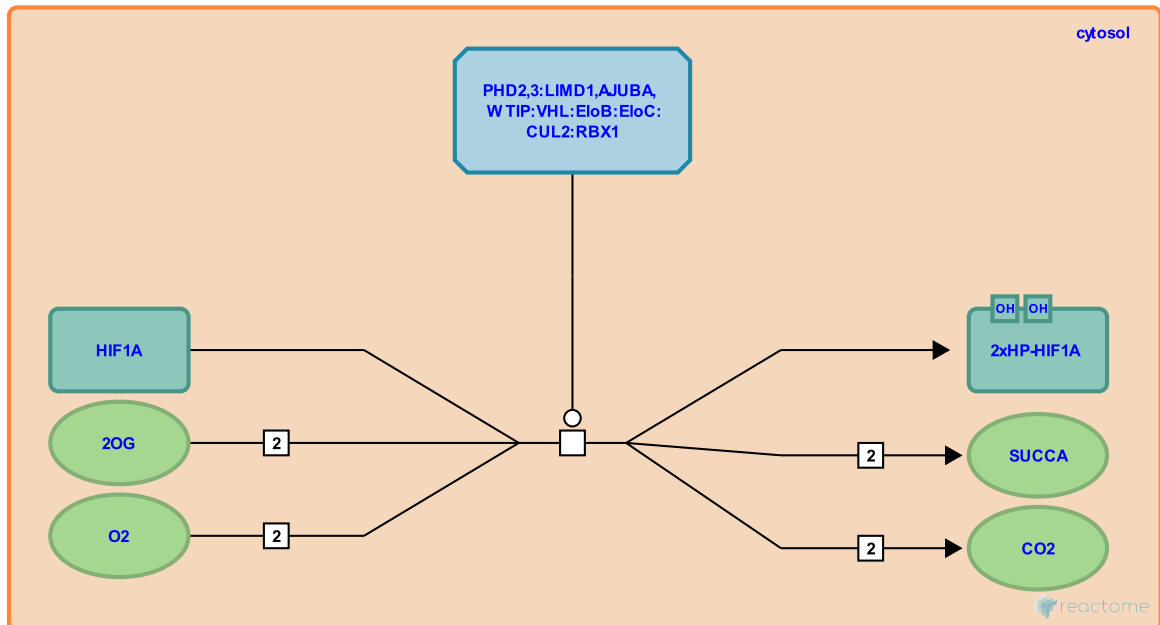 cytosol
PHD2,3:LIMD1,AJUBA,
WTIP:VHL:EloB:EloC:
CUL2:RBX1
HIF1A
OH OH
2xHP-HIF1A
2OG
2
2
SUCCA
O2
2
2
CO2
reactome